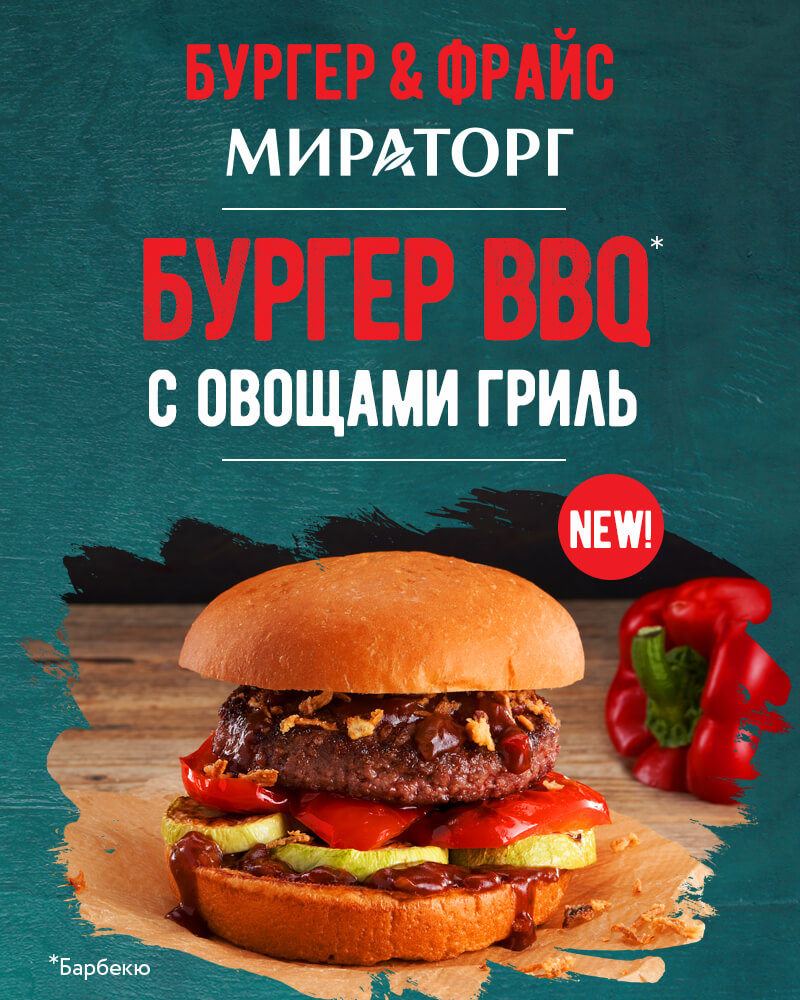 БУРГЕР & ФРАЙС
МИРАТОРГ
БУРГЕР BBQ*
С ОВОЩАМИ ГРИЛЬ
NEW!
*Барбекю